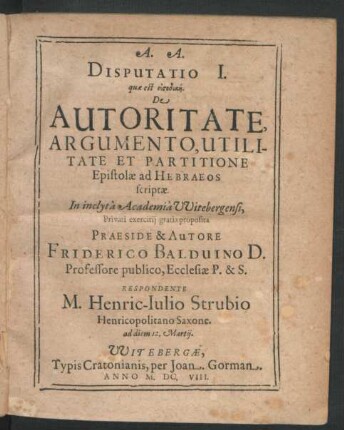 A. A.
DISPUTATIO I.
quæ est εἰσοδικὴ
De
AUTORITATE,
ARGUMENTO, UTILI-
TATE ET PARTITIONE
Epistolæ ad HEBRAEOS
scriptæ
In inclytâ Academiâ VVitebergensi,
Privati exercitij gratiâ proposita
PRAESIDE & AUTORE
FRIDERICO BALDUINO D.
Professore publico, Ecclesiæ P. & S.
RESPONDENTE
M. Henric-Iulio Strubio
Henricopolitano Saxone.
ad diem 12. Martij.
VVITEBERGÆ,
Typis Cratonianis, per Joan. Gorman.
ANNO M. DC. VIII.